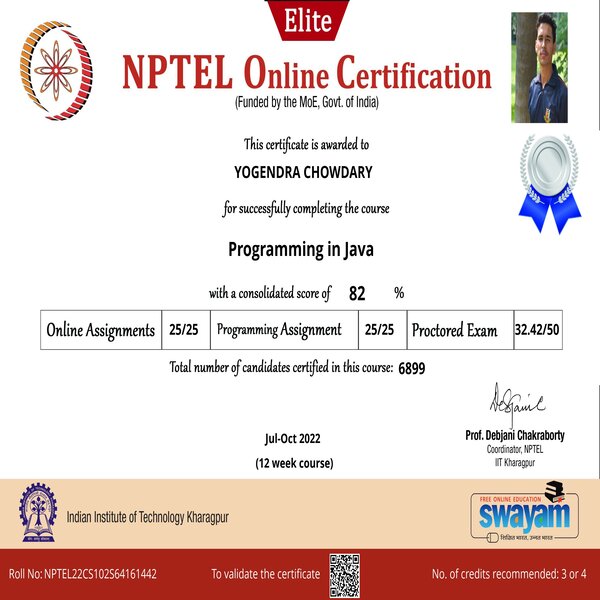 Elite
NPTEL Online Certification
(Funded by the MoE, Govt. of India)
This certificate is awarded to
YOGENDRA CHOWDARY
for successfully completing the course
Programming in Java
with a consolidated score of 82 %
Online Assignments 25/25 Programming Assignment 25/25 Proctored Exam 32.42/50
Total number of candidates certified in this course: 6899
Jul-Oct 2022
(12 week course)
Prof. Debjani Chakraborty
Coordinator, NPTEL
IIT Kharagpur
Indian Institute of Technology Kharagpur
FREE ONLINE EDUCATION
swayam
शिक्षित भारत, उन्नत भारत
Roll No: NPTEL22CS102S64161442 To validate the certificate No. of credits recommended: 3 or 4